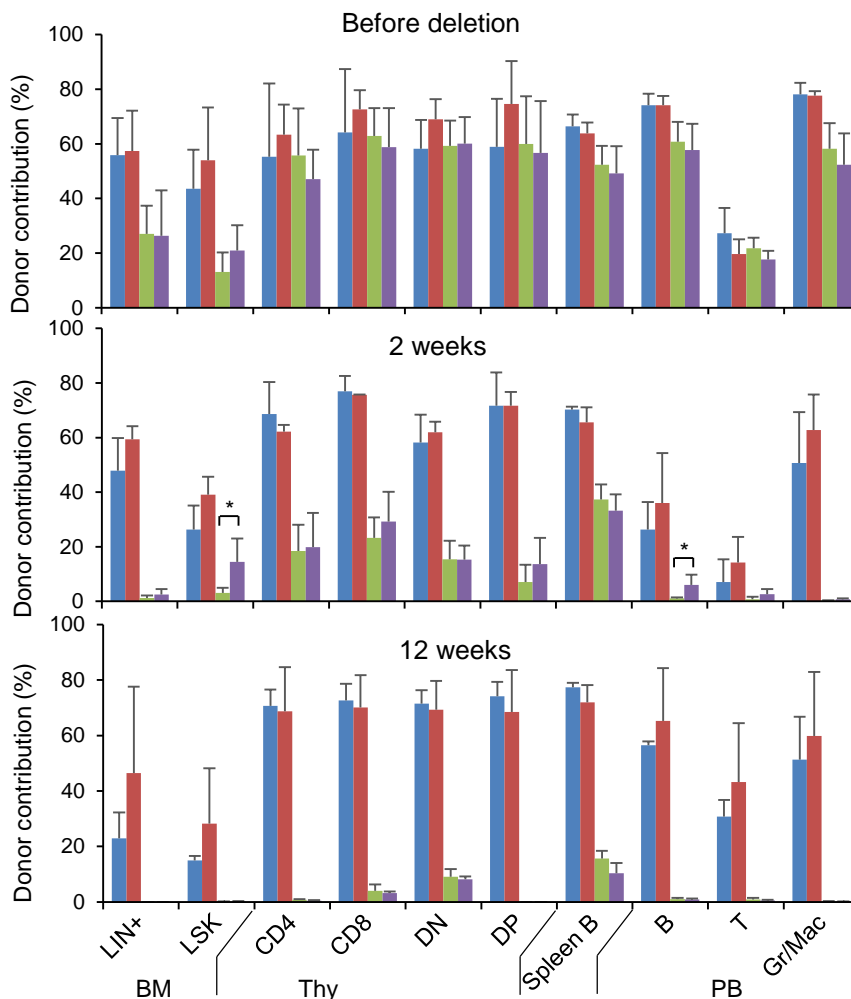 Before deletion
Donor contribution (%)
100
80
60
40
20
0
2 weeks
Donor contribution (%)
100
80
60
40
20
0
*
*
12 weeks
Donor contribution (%)
100
80
60
40
20
0
LIN+ LSK CD4 CD8 DN DP Spleen B B T Gr/Mac
BM Thy PB